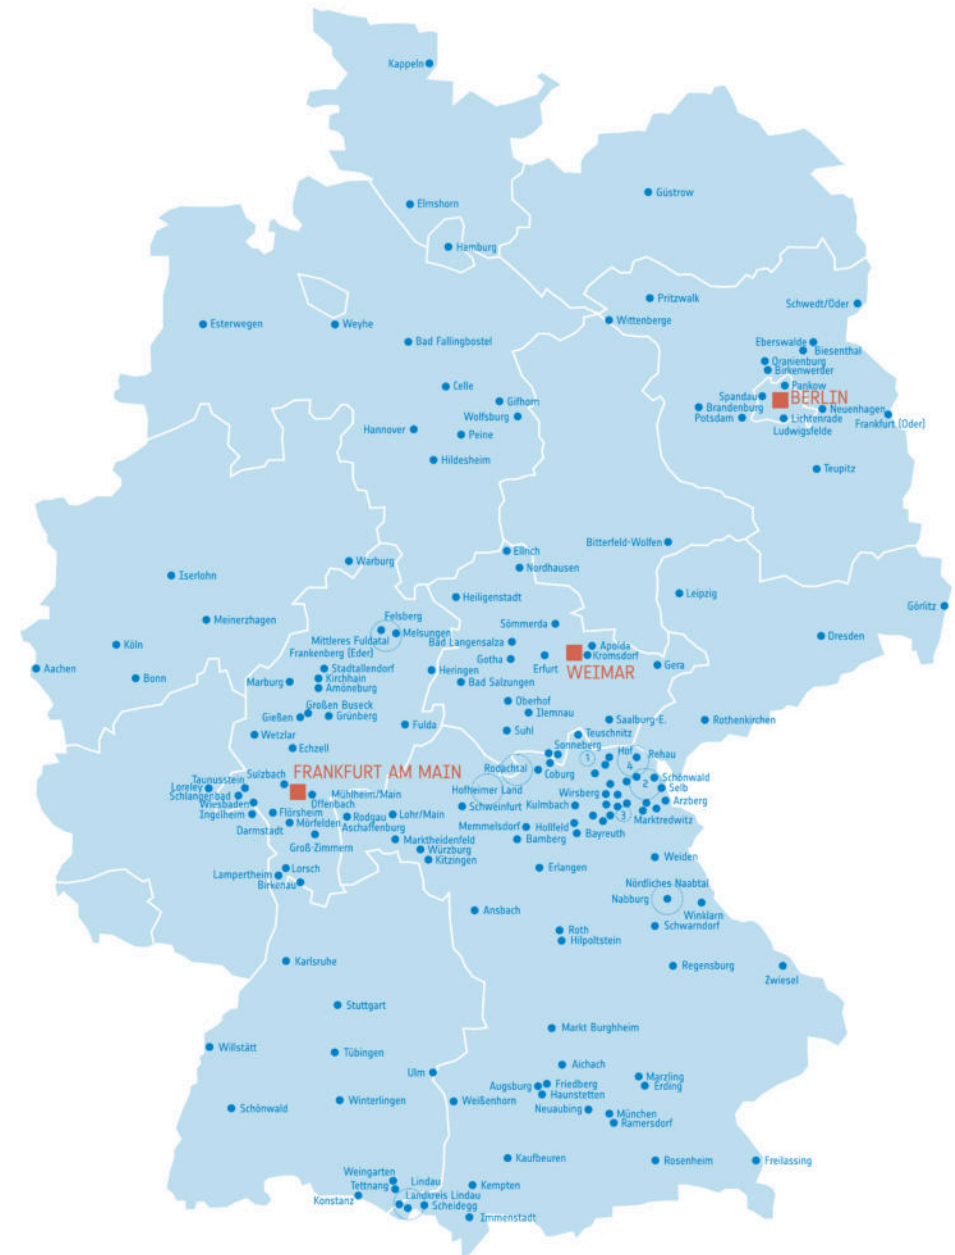 Kappeln
Güstrow
Elmshorn
Hamburg
Pritzwalk
Schwedt/Oder
Wittenberge
Esterwegen
Weyhe
Bad Fallingbostel
Eberswalde
Biesenthal
Oranienburg
Birkenwerder
Celle
Pankow
Gifhorn
Spandau
BERLIN
Brandenburg
Neuenhagen
Wolfsburg
Potsdam
Lichtenrade
Frankfurt (Oder)
Hannover
Peine
Ludwigsfelde
Hildesheim
Teupitz
Bitterfeld-Wolfen
Ellrich
Warburg
Nordhausen
Iserlohn
Leipzig
Heiligenstadt
Görlitz
Felsberg
Meinerzhagen
Sömmerda
Melsungen
Dresden
Mittleres Fuldatal
Bad Langensalza
Apolda
Köln
Frankenberg (Eder)
Kromsdorf
Gotha
Erfurt
Gera
Aachen
Stadtallendorf
Heringen
WEIMAR
Bonn
Kirchhain
Marburg
Bad Salzungen
Amöneburg
Oberhof
Großen Buseck
Ilemnau
Gießen
Grünberg
Saalburg-E.
Rothenkirchen
Fulda
Suhl
Wetzlar
Teuschnitz
Echzell
Sonneberg
Hof
Rehau
1
4
FRANKFURT AM MAIN
Rodachtal
Coburg
Schönwald
Taunusstein
Sulzbach
2
Loreley
Selb
Schlangenbad
Mühlheim/Main
Hofheimer Land
Wirsberg
Wiesbaden
Offenbach
Schweinfurt
Kulmbach
Arzberg
Ingelheim
Flörsheim
Rodgau
Lohr/Main
3
Marktredwitz
Mörfelden
Aschaffenburg
Memmelsdorf
Hollfeld
Darmstadt
Bayreuth
Groß-Zimmern
Marktheidenfeld
Bamberg
Würzburg
Kitzingen
Weiden
Lorsch
Erlangen
Lampertheim
Birkenau
Nördliches Naabtal
Nabburg
Ansbach
Winklarn
Schwarndorf
Roth
Hilpoltstein
Karlsruhe
Regensburg
Zwiesel
Stuttgart
Markt Burgheim
Willstätt
Tübingen
Aichach
Ulm
Marzling
Augsburg
Friedberg
Erding
Haunstetten
Winterlingen
Weißenhorn
Schönwald
Neuaubing
München
Ramersdorf
Kaufbeuren
Rosenheim
Freilassing
Weingarten
Lindau
Tettnang
Kempten
Landkreis Lindau
Konstanz
Scheidegg
Immenstadt